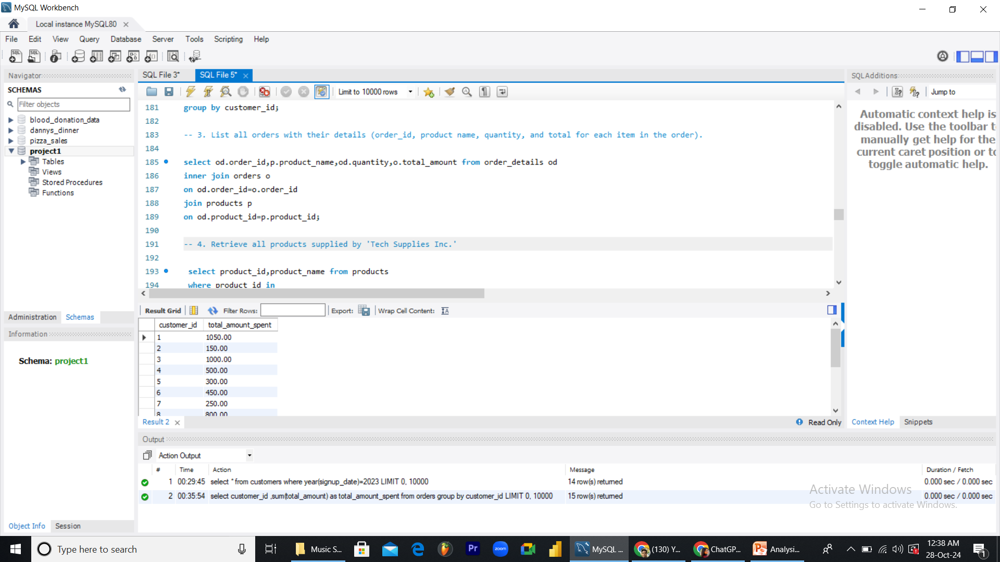 MySQL Workbench
Local instance MySQL80
File Edit View Query Database Server Tools Scripting Help
Navigator
SCHEMAS
Filter objects
blood_donation_data
dannys_dinner
pizza_sales
project1
Tables
Views
Stored Procedures
Functions
Administration Schemas
Information
Schema: project1
Object Info Session
SQL File 3* SQL File 5*
Limit to 10000 rows
181 group by customer_id;
182
183 -- 3. List all orders with their details (order_id, product name, quantity, and total for each item in the order).
184
185 select od.order_id,p.product_name,od.quantity,o.total_amount from order_details od
186 inner join orders o
187 on od.order_id=o.order_id
188 join products p
189 on od.product_id=p.product_id;
190
191 -- 4. Retrieve all products supplied by 'Tech Supplies Inc.'
192
193 select product_id,product_name from products
194 where product_id in
Result Grid Filter Rows: Export: Wrap Cell Content:
customer_id total_amount_spent
1 1050.00
2 150.00
3 1000.00
4 500.00
5 300.00
6 450.00
7 250.00
8 800.00
Result 2 Read Only
SQLAdditions
Jump to
Automatic context help is
disabled. Use the toolbar t
manually get help for the
current caret position or to
toggle automatic help.
Context Help Snippets
Output
Action Output
# Time Action Message Duration / Fetch
1 00:29:45 select * from customers where year(signup_date)=2023 LIMIT 0, 10000 14 row(s) returned 0.000 sec / 0.000 sec
2 00:35:54 select customer_id ,sum(total_amount) as total_amount_spent from orders group by customer_id LIMIT 0, 10000 15 row(s) returned 0.000 sec / 0.000 sec
Activate Windows
Go to Settings to activate Windows.
Type here to search
Music S...
Pr
zoom
MySQL ...
(130) Y...
ChatGP...
Analysi...
12:38 AM
28-Oct-24
1